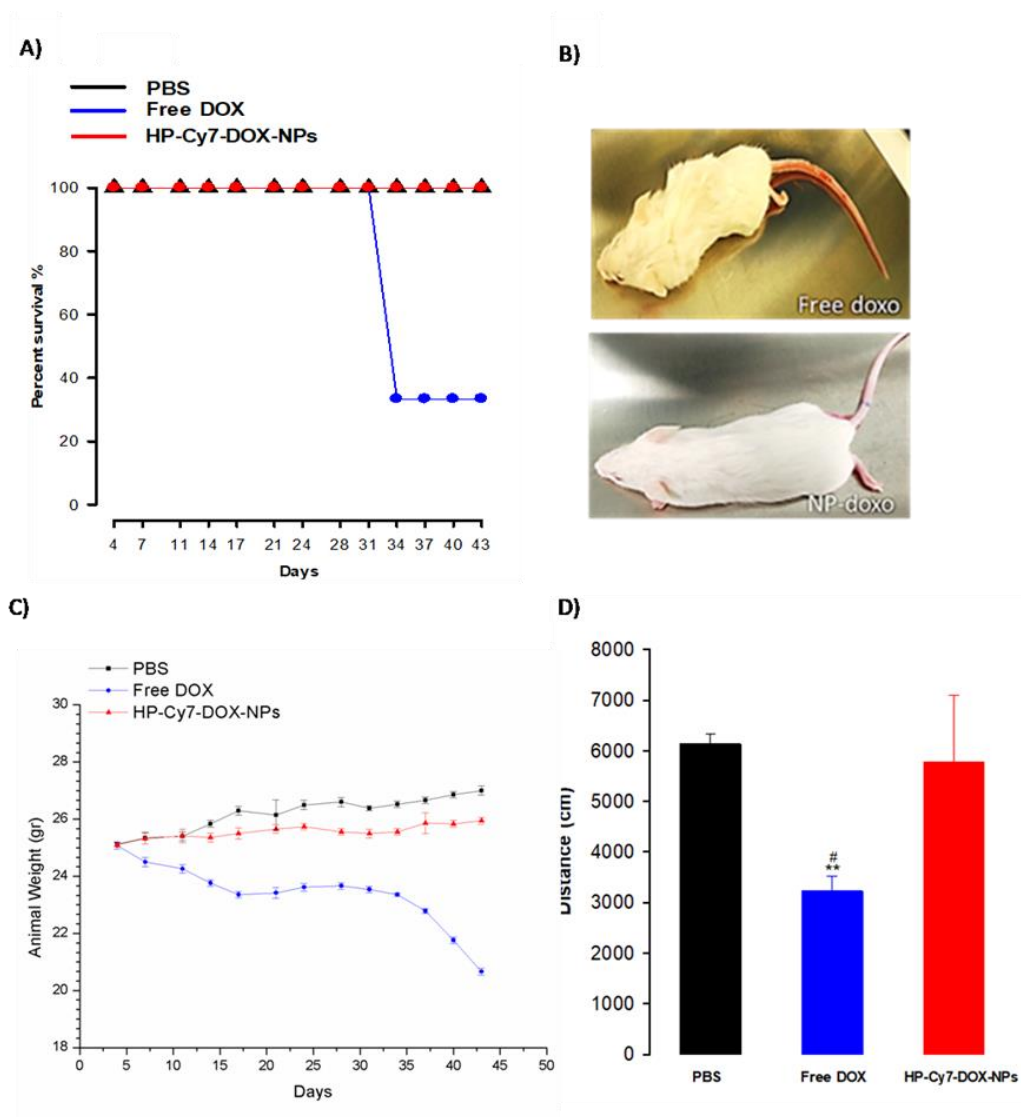 A)
PBS
Free DOX
HP-Cy7-DOX-NPs
100
80
60
40
20
0
Percent survival %
4 7 11 14 17 21 24 28 31 34 37 40 43
Days
B)
Free doxo
NP-doxo
C)
PBS
Free DOX
HP-Cy7-DOX-NPs
30
28
26
24
22
20
18
Animal Weight (gr)
0 5 10 15 20 25 30 35 40 45 50
Days
D)
8000
7000
6000
5000
4000
3000
2000
1000
0
Distance (cm)
#
**
PBS Free DOX HP-Cy7-DOX-NPs